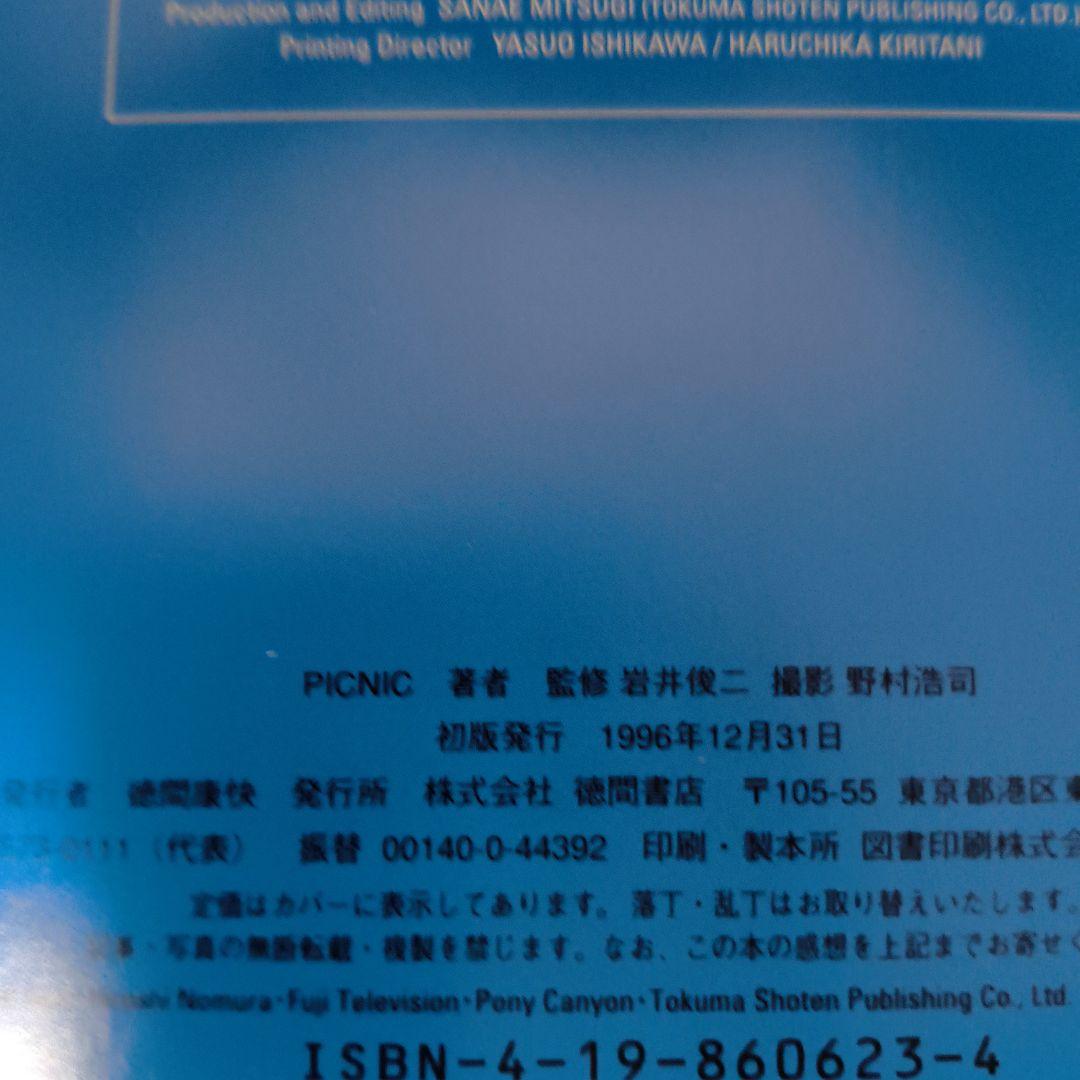 Production and Editing SANAE MITSUGI (TOKUMA SHOTEN PUBLISHING CO., LTD.)
Printing Director YASUO ISHIKAWA / HARUCHIKA KIRITANI
PICNIC 著者 監修 岩井俊二 撮影 野村浩司
初版発行 1996年12月31日
発行者 徳間康快 発行所 株式会社 徳間書店 〒105-55 東京都港区東
0111(代表) 振替 00140-0-44392 印刷・製本所 図書印刷株式会
定価はカバーに表示してあります。落丁・乱丁はお取り替えいたします。
・写真の無断転載・複製を禁じます。なお、この本の感想を上記までお寄せく
Nomura・Fuji Television・Pony Canyon・Tokuma Shoten Publishing Co., Ltd.
ISBN-4-19-860623-4